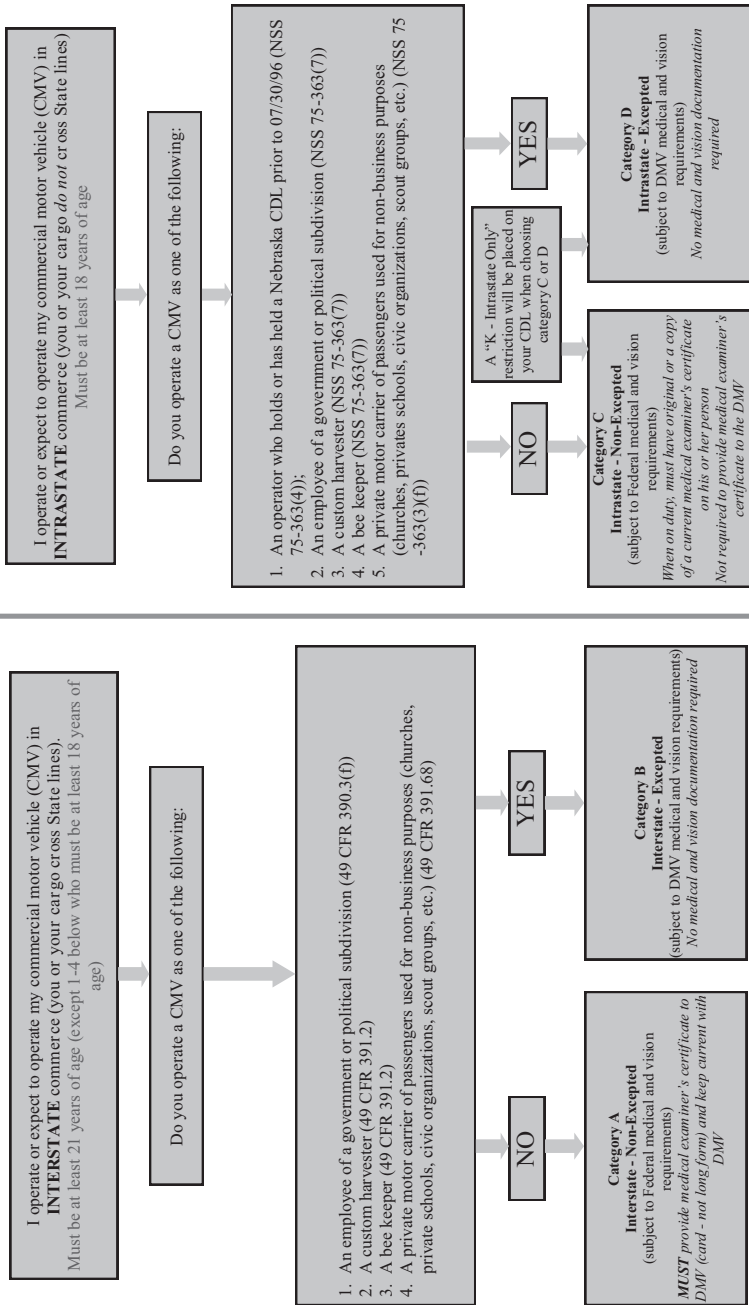 I operate or expect to operate my commercial motor vehicle (CMV) in
INTERSTATE commerce (you or your cargo cross State lines).
Must be at least 21 years of age (except 1-4 below who must be at least 18 years of
age)
Do you operate a CMV as one of the following:
1. An employee of a government or political subdivision (49 CFR 390.3(f))
2. A custom harvester (49 CFR 391.2)
3. A bee keeper (49 CFR 391.2)
4. A private motor carrier of passengers used for non-business purposes (churches,
private schools, civic organizations, scout groups, etc.) (49 CFR 391.68)
NO
YES
Category A
Interstate - Non-Excepted
(subject to Federal medical and vision
requirements)
MUST provide medical examiner's certificate to
DMV (card - not long form) and keep current with
DMV
Category B
Interstate - Excepted
(subject to DMV medical and vision requirements)
No medical and vision documentation required
I operate or expect to operate my commercial motor vehicle (CMV) in
INTRASTATE commerce (you or your cargo do not cross State lines)
Must be at least 18 years of age
Do you operate a CMV as one of the following:
1. An operator who holds or has held a Nebraska CDL prior to 07/30/96 (NSS
75-363(4));
2. An employee of a government or political subdivision (NSS 75-363(7))
3. A custom harvester (NSS 75-363(7))
4. A bee keeper (NSS 75-363(7))
5. A private motor carrier of passengers used for non-business purposes
(churches, privates schools, civic organizations, scout groups, etc.) (NSS 75
-363(3)(f))
NO
A "K - Intrastate Only"
restriction will be placed on
your CDL when choosing
category C or D
YES
Category C
Intrastate - Non-Excepted
(subject to Federal medical and vision
requirements)
When on duty, must have original or a copy
of a current medical examiner's certificate
on his or her person
Not required to provide medical examiner's
certificate to the DMV
Category D
Intrastate - Excepted
(subject to DMV medical and vision
requirements)
No medical and vision documentation
required